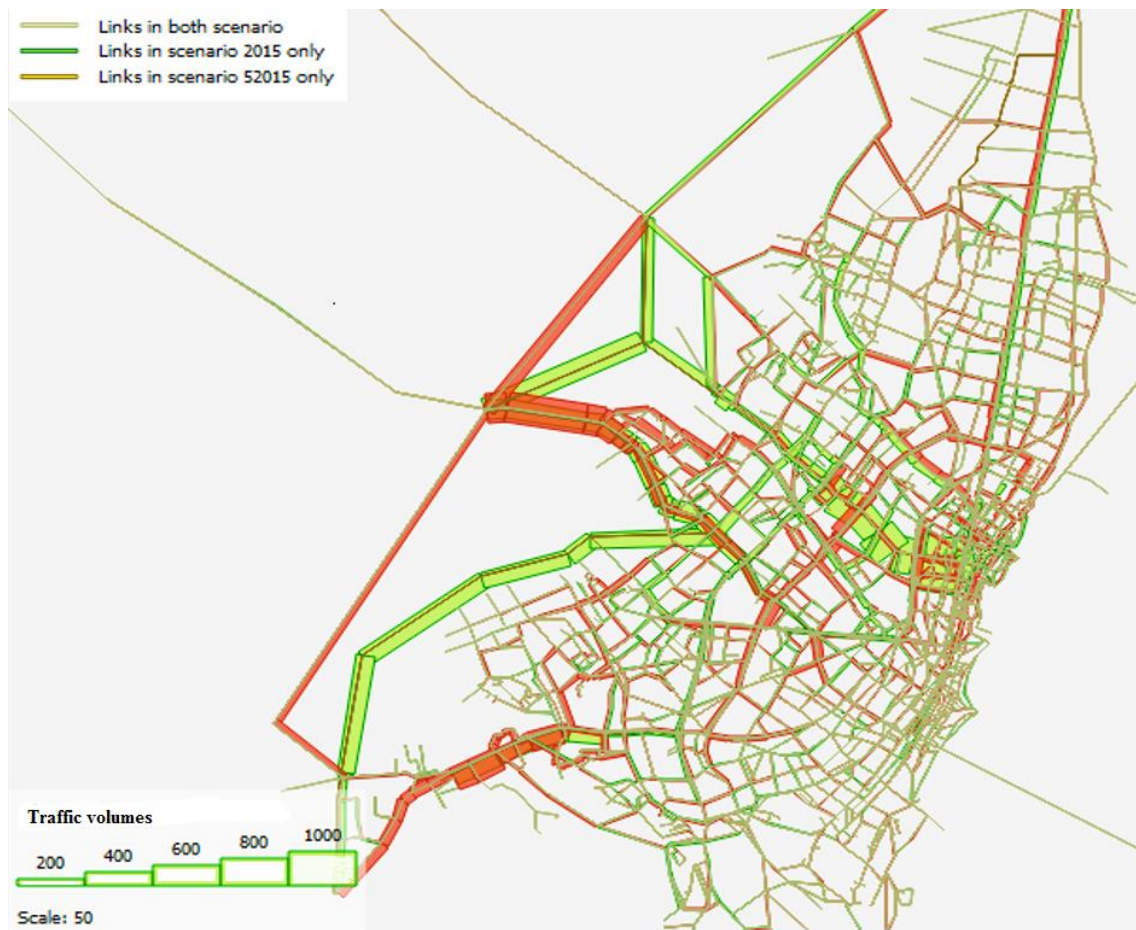 Links in both scenario
Links in scenario 2015 only
Links in scenario 52015 only
Traffic volumes
200 400 600 800 1000
Scale: 50